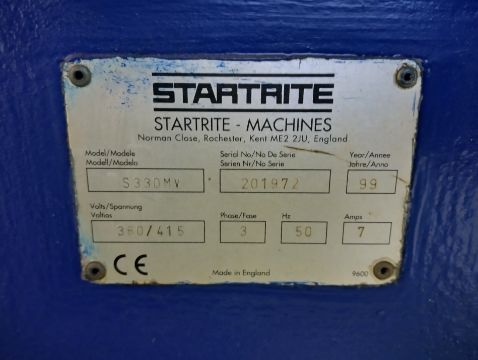 STARTRITE
STARTRITE - MACHINES
Norman Close, Rochester, Kent ME2 2JU, England
Model/Modele Serial No/No De Serie Year/Annee
Modell/Modelo Serien Nr/No Serie Jahre/Anno
S330MV 201972 99
Volts/Spannung Phase/Fase Hz Amps
Voltios
380/415 3 50 7
CE Made in England 9600